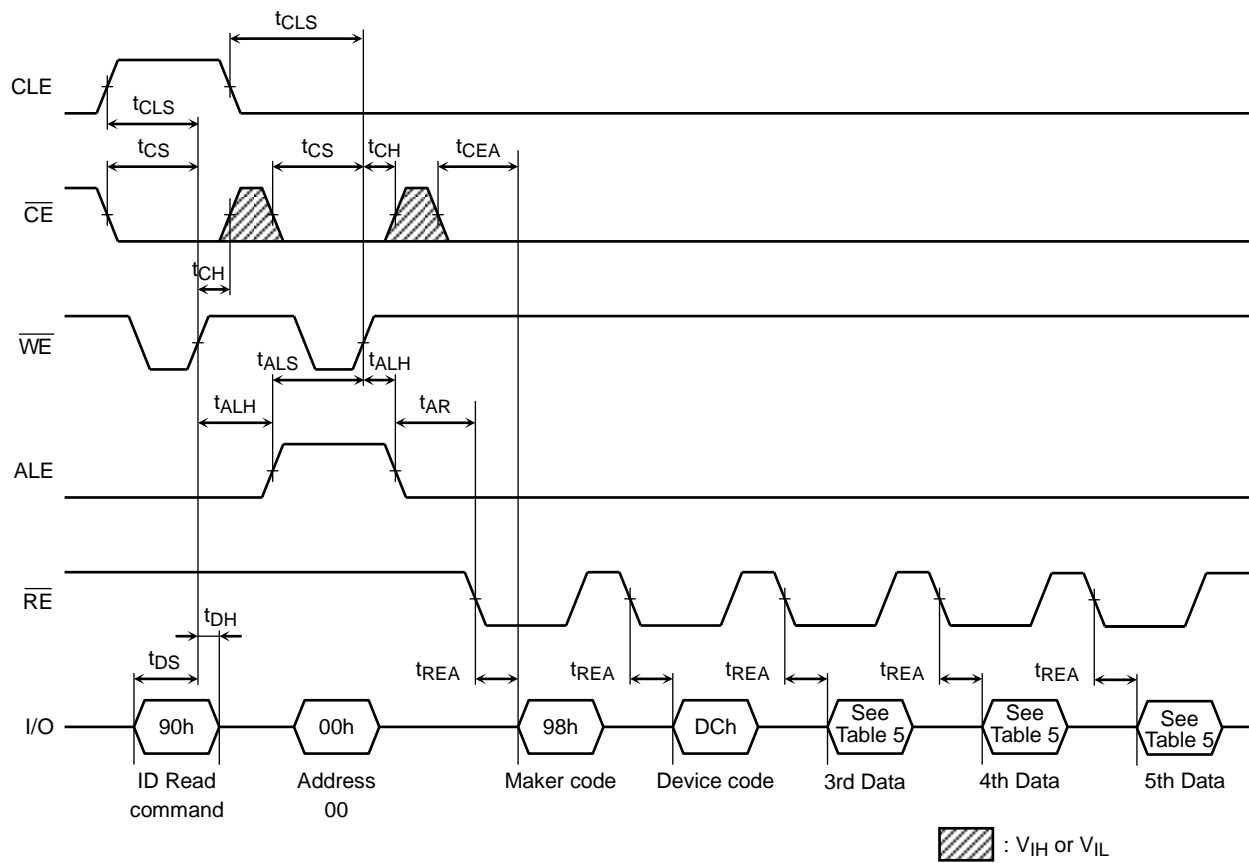 tCLS
CLE
tCLS
tCS
tCS
tCH
tCEA
CE
tCH
WE
tALS
tALH
tALH
tAR
ALE
RE
tDH
tDS
tREA
tREA
tREA
tREA
tREA
I/O
90h
00h
98h
DCh
See
Table 5
See
Table 5
See
Table 5
ID Read
command
Address
00
Maker code
Device code
3rd Data
4th Data
5th Data
: VIH or VIL